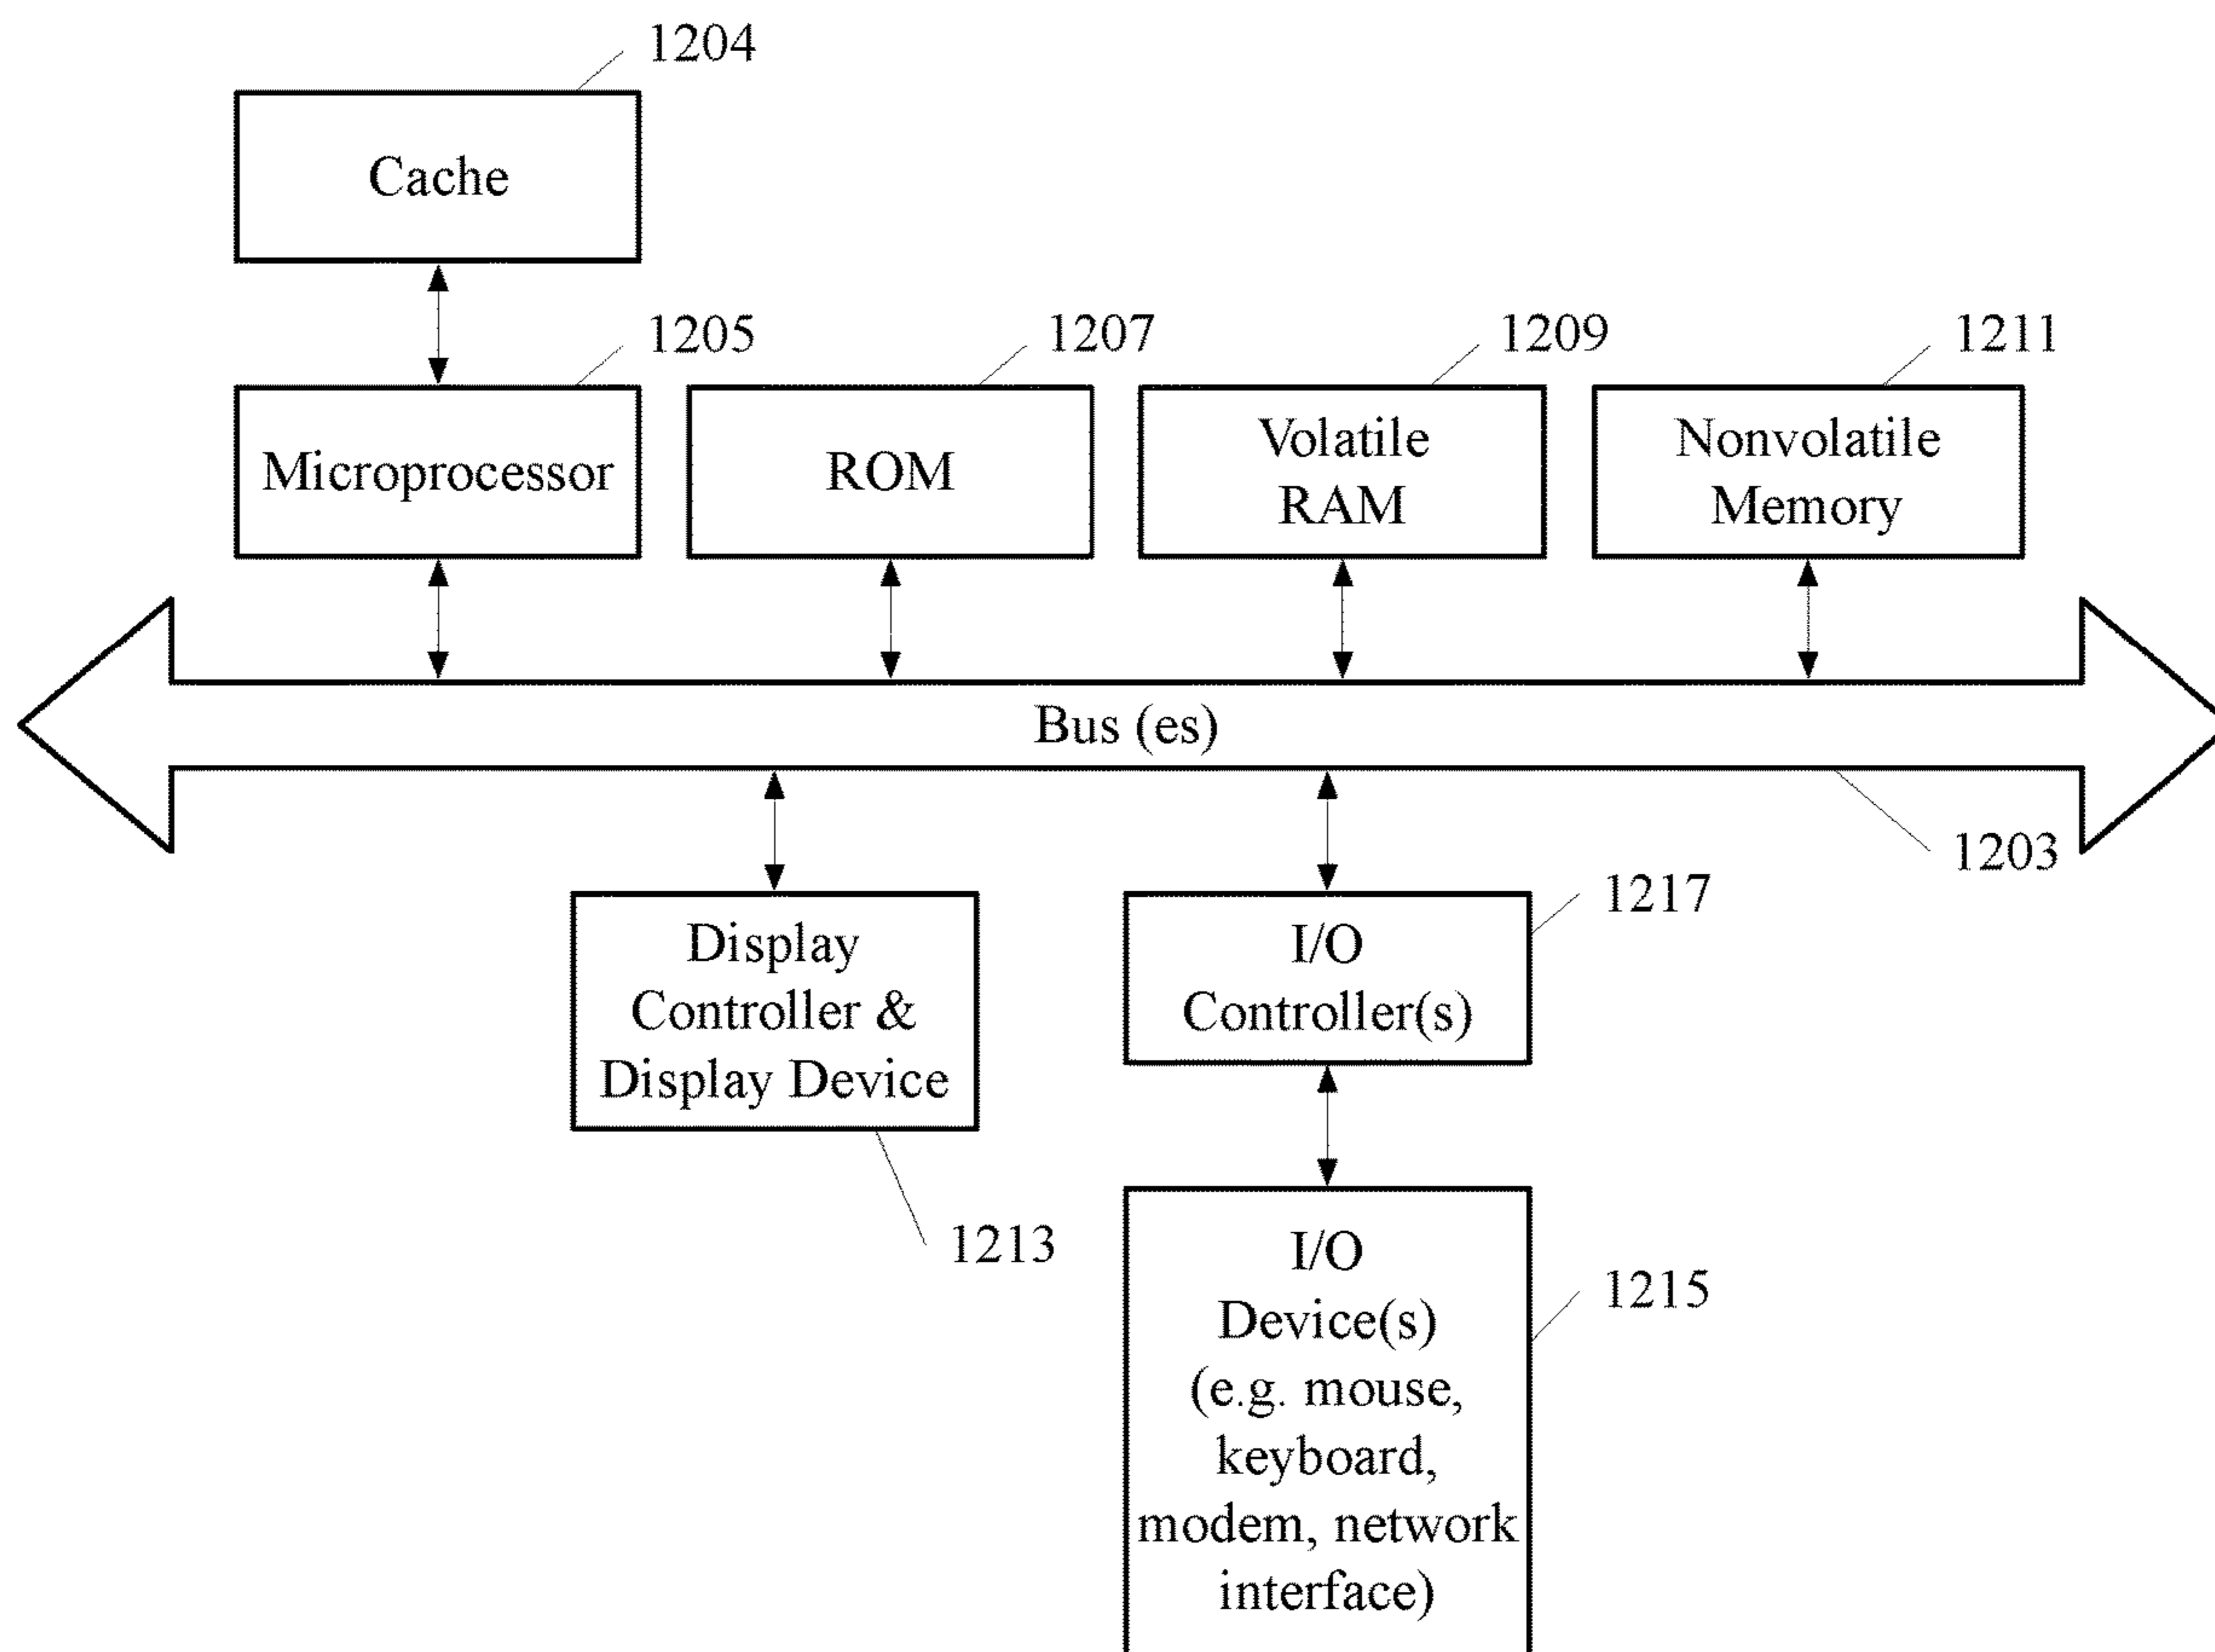 1204
Cache
1205
1207
1209
1211
Microprocessor
ROM
Volatile
RAM
Nonvolatile
Memory
Bus (es)
1203
1217
Display
Controller &
Display Device
I/O
Controller(s)
1213
1215
I/O
Device(s)
(e.g. mouse,
keyboard,
modem, network
interface)